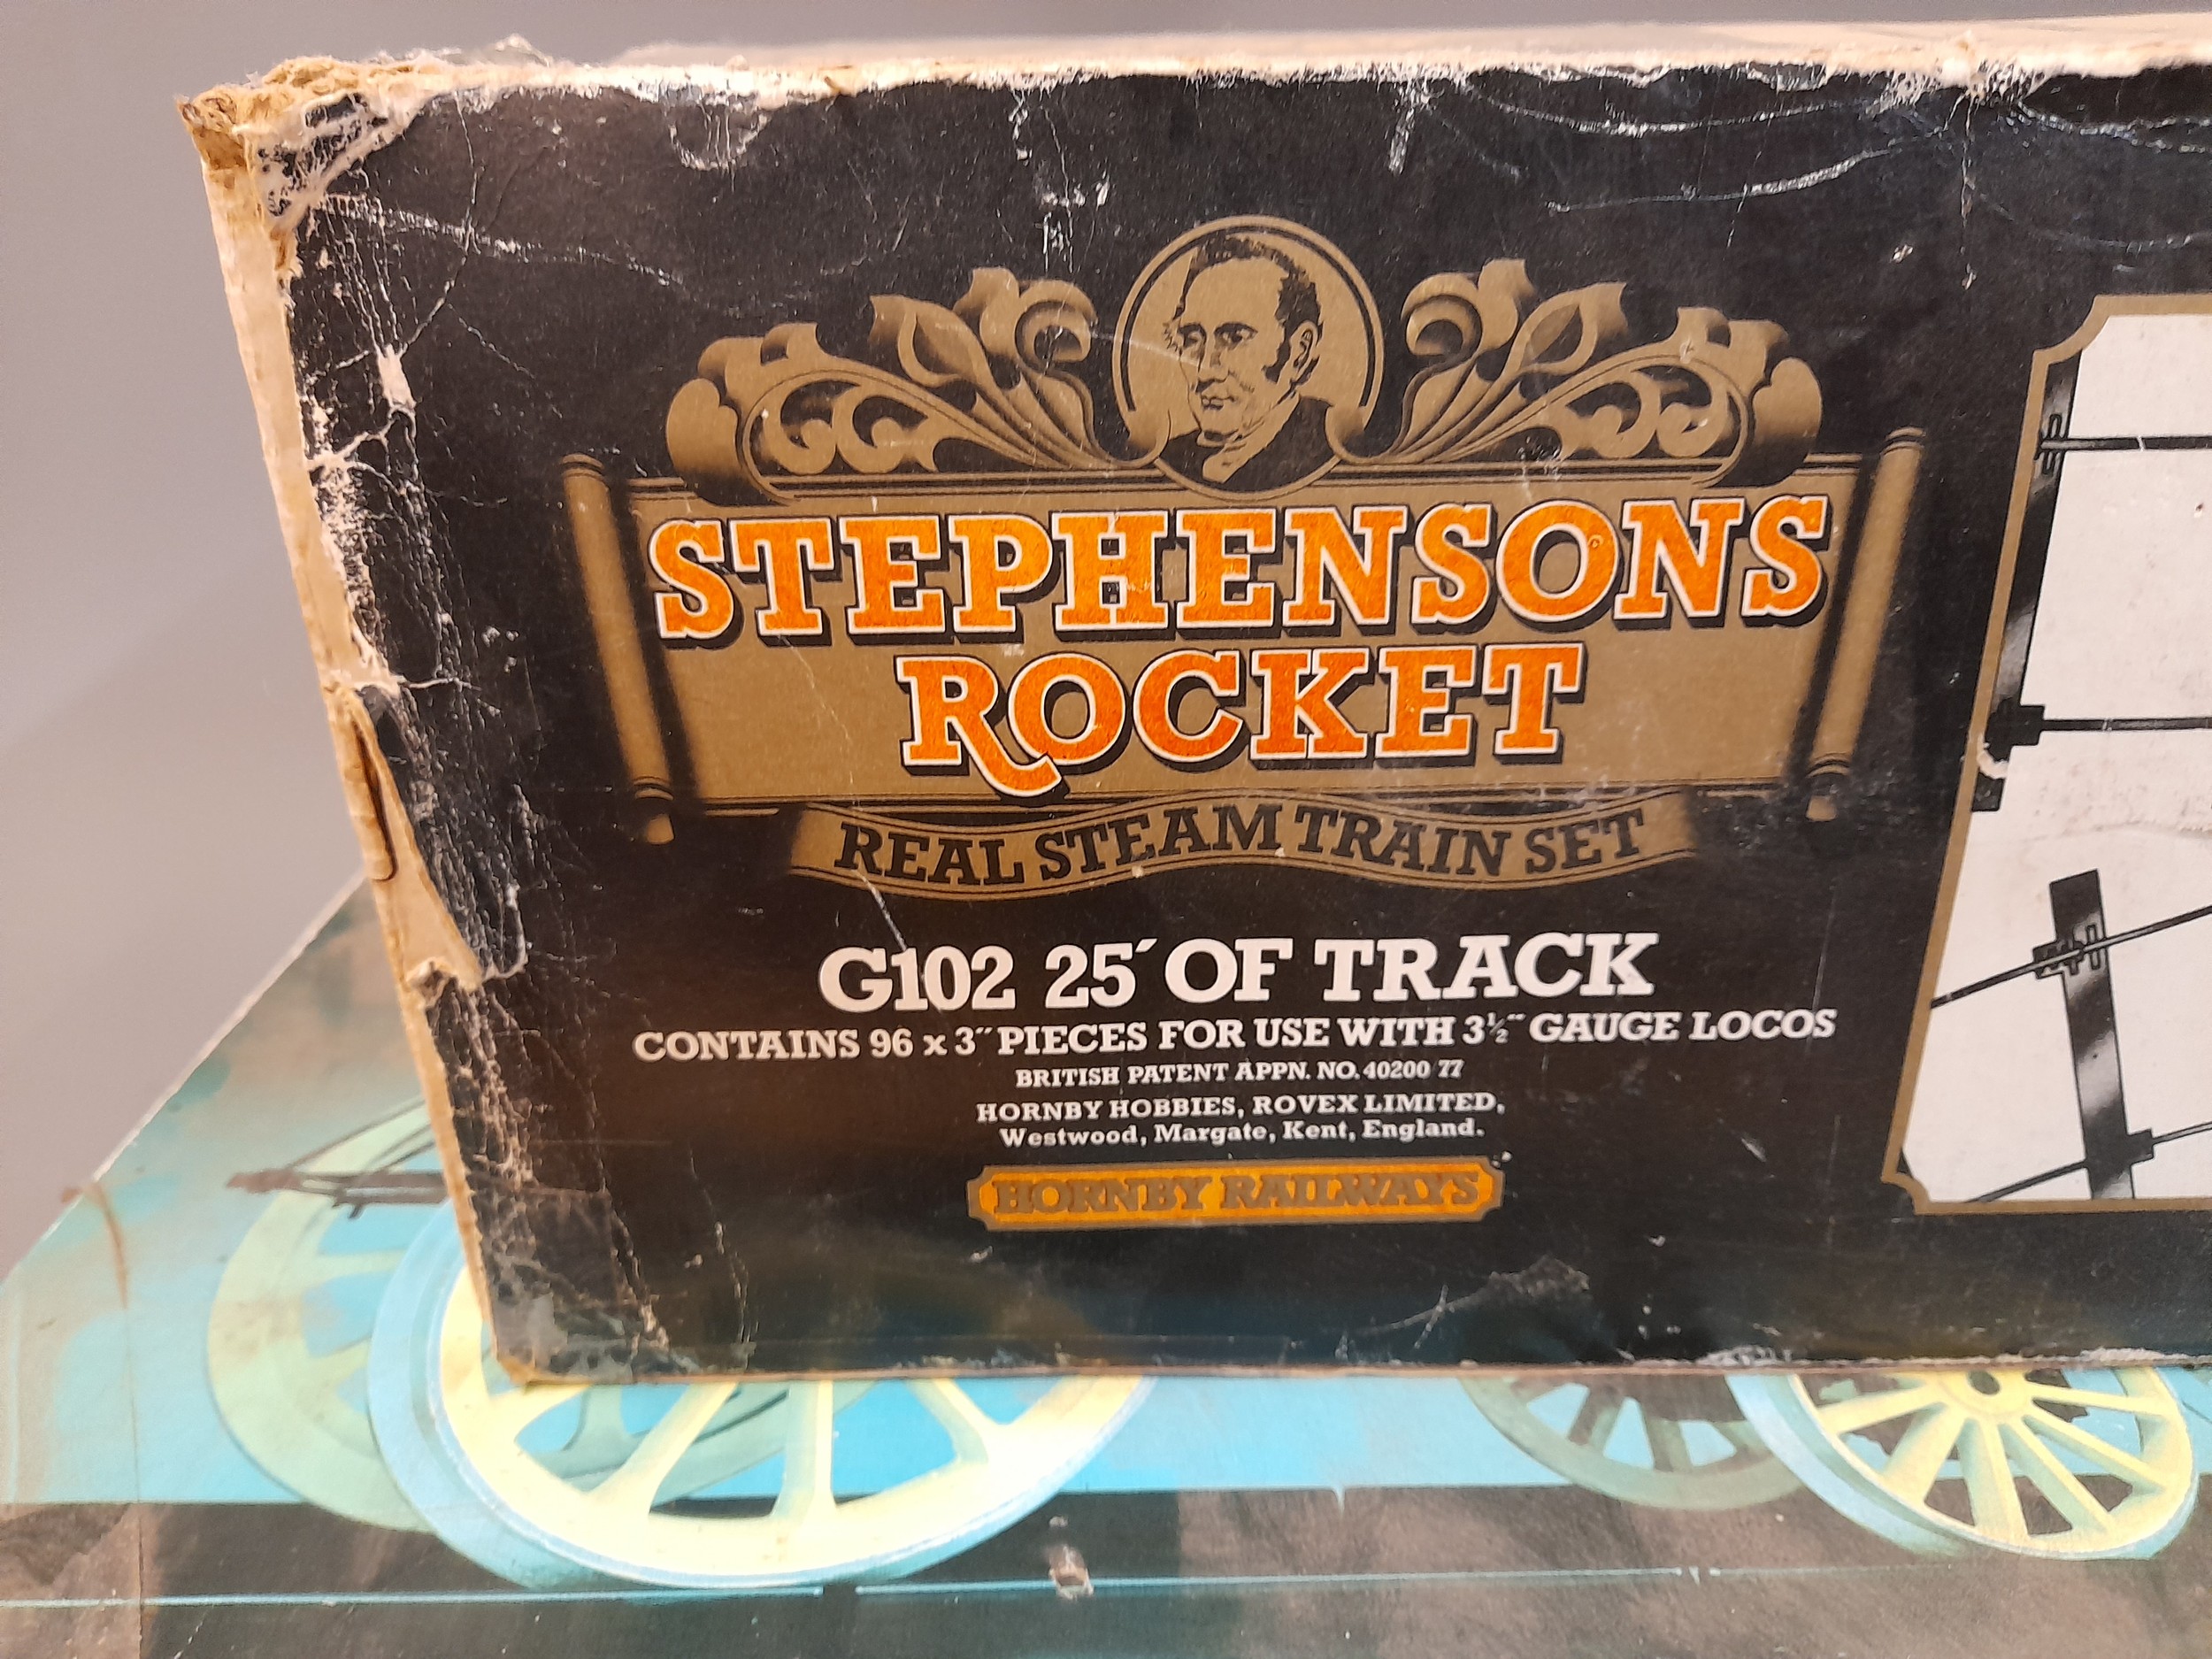 STEPHENSONS
ROCKET
REAL STEAM TRAIN SET
G102 25´ OF TRACK
CONTAINS 96 x 3˝ PIECES FOR USE WITH 3½˝ GAUGE LOCOS
BRITISH PATENT APPN. NO. 40200 77
HORNBY HOBBIES, ROVEX LIMITED,
Westwood, Margate, Kent, England.
HORNBY RAILWAYS